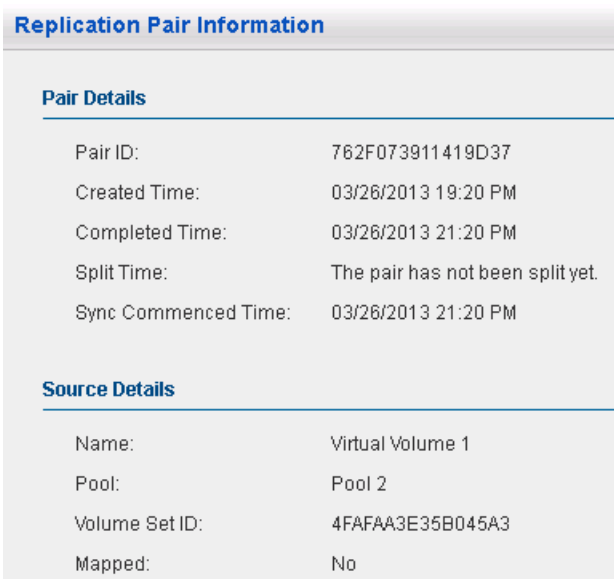 Replication Pair Information
Pair Details
Pair ID: 762F073911419D37
Created Time: 03/26/2013 19:20 PM
Completed Time: 03/26/2013 21:20 PM
Split Time: The pair has not been split yet.
Sync Commenced Time: 03/26/2013 21:20 PM
Source Details
Name: Virtual Volume 1
Pool: Pool 2
Volume Set ID: 4FAFAA3E35B045A3
Mapped: No